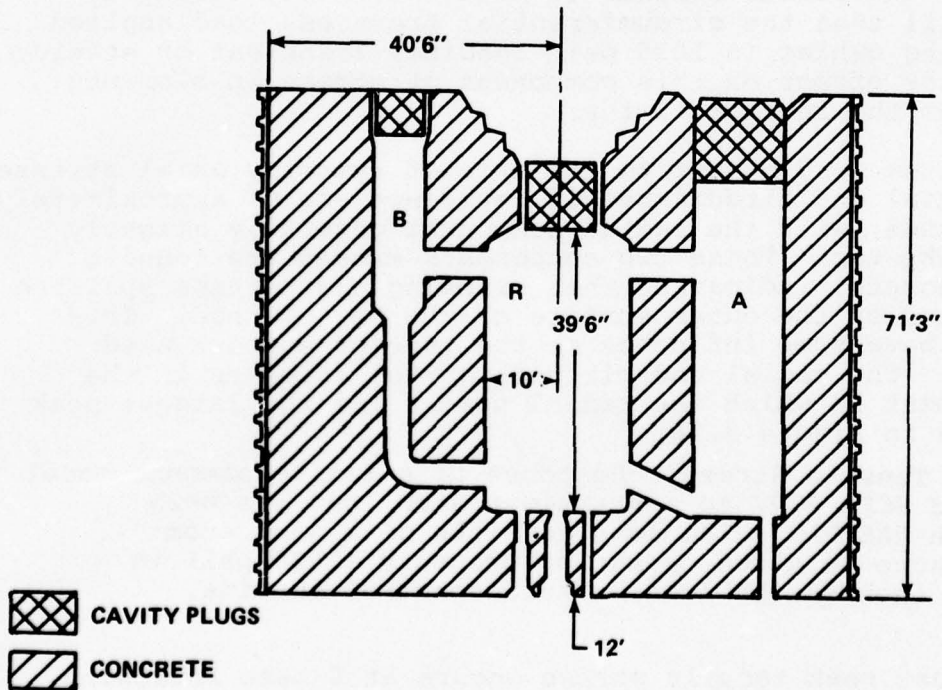 40'6"
B
R
A
39'6"
71'3"
10'
CAVITY PLUGS
12'
CONCRETE